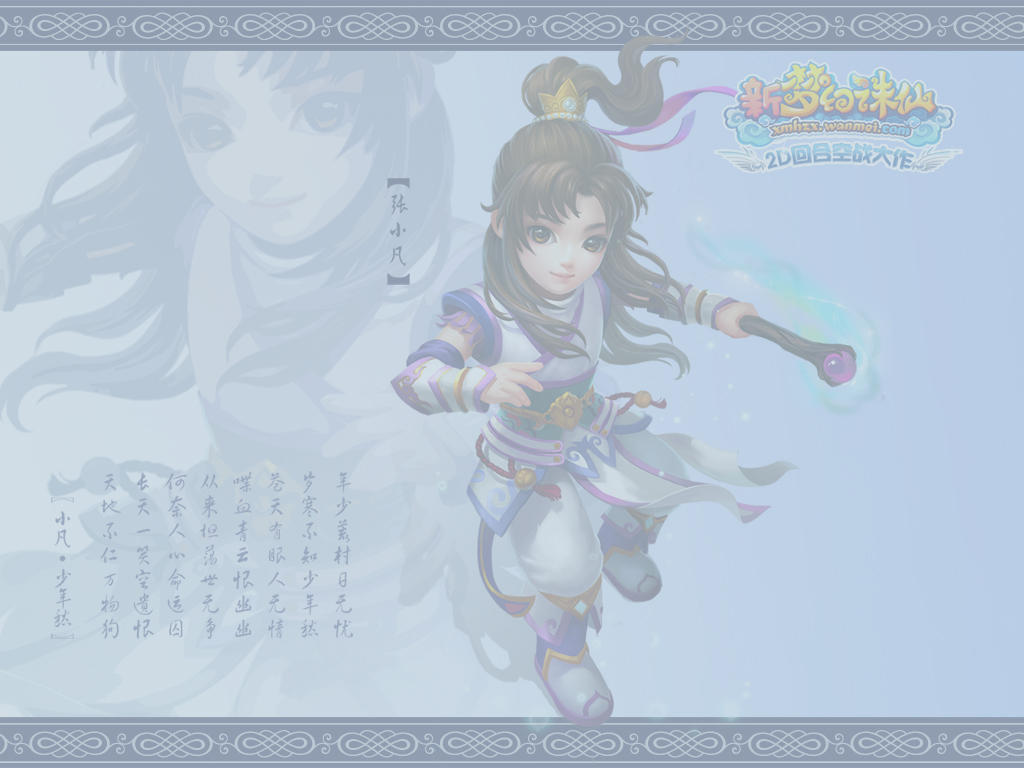 新梦幻诛仙
xmhzx.wanmei.com
2D回合空战大作
【张小凡】
年少荒村日无忧
岁寒不知少年愁
苍天有眼人无情
喋血青云恨幽幽
从来坦荡世无争
何奈人心命运囚
长天一笑空遗恨
天地不仁万物狗
【小凡·少年愁】